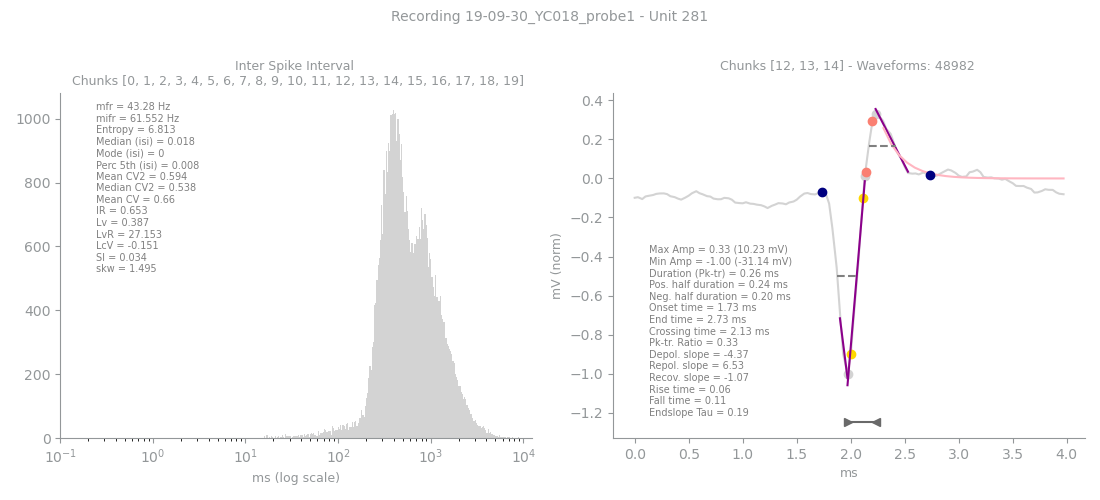 Recording 19-09-30_YC018_probe1 - Unit 281
Inter Spike Interval
Chunks [0, 1, 2, 3, 4, 5, 6, 7, 8, 9, 10, 11, 12, 13, 14, 15, 16, 17, 18, 19]
mfr = 43.28 Hz
mifr = 61.552 Hz
Entropy = 6.813
Median (isi) = 0.018
Mode (isi) = 0
Perc 5th (isi) = 0.008
Mean CV2 = 0.594
Median CV2 = 0.538
Mean CV = 0.66
IR = 0.653
Lv = 0.387
LvR = 27.153
LcV = -0.151
SI = 0.034
skw = 1.495
1000
800
600
400
200
0
10⁻¹ 10⁰ 10¹ 10² 10³ 10⁴
ms (log scale)
Chunks [12, 13, 14] - Waveforms: 48982
0.4
0.2
0.0
−0.2
−0.4
−0.6
−0.8
−1.0
−1.2
mV (norm)
Max Amp = 0.33 (10.23 mV)
Min Amp = -1.00 (-31.14 mV)
Duration (Pk-tr) = 0.26 ms
Pos. half duration = 0.24 ms
Neg. half duration = 0.20 ms
Onset time = 1.73 ms
End time = 2.73 ms
Crossing time = 2.13 ms
Pk-tr. Ratio = 0.33
Depol. slope = -4.37
Repol. slope = 6.53
Recov. slope = -1.07
Rise time = 0.06
Fall time = 0.11
Endslope Tau = 0.19
0.0 0.5 1.0 1.5 2.0 2.5 3.0 3.5 4.0
ms